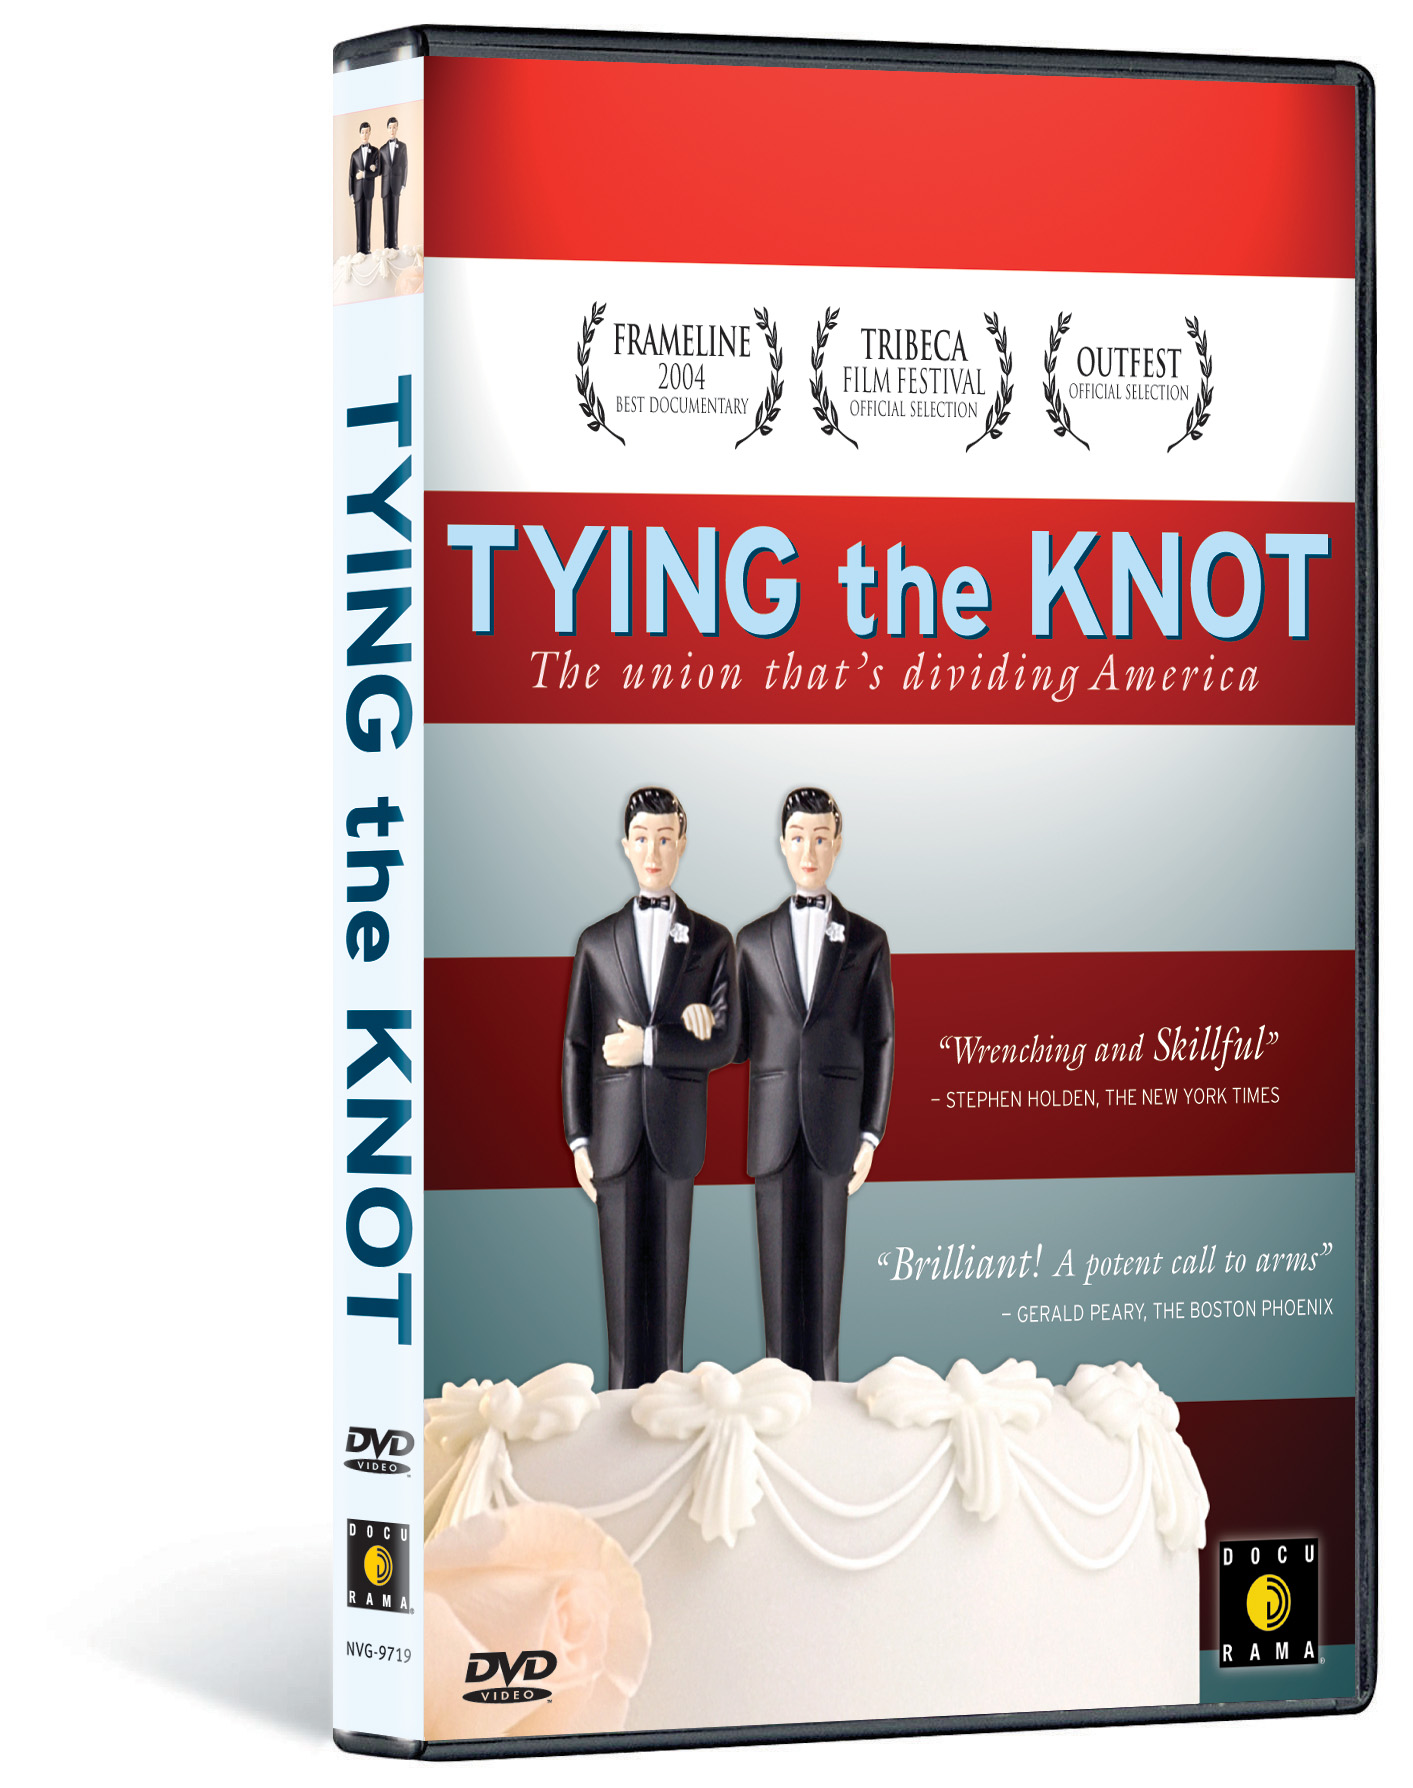 TYING the KNOT
DVD
VIDEO
DOCU
RAMA
NVG-9719
FRAMELINE
2004
BEST DOCUMENTARY
TRIBECA
FILM FESTIVAL
OFFICIAL SELECTION
OUTFEST
OFFICIAL SELECTION
TYING the KNOT
The union that's dividing America
“Wrenching and Skillful”
– STEPHEN HOLDEN, THE NEW YORK TIMES
“Brilliant! A potent call to arms”
– GERALD PEARY, THE BOSTON PHOENIX
DVD
VIDEO
DOCU
RAMA